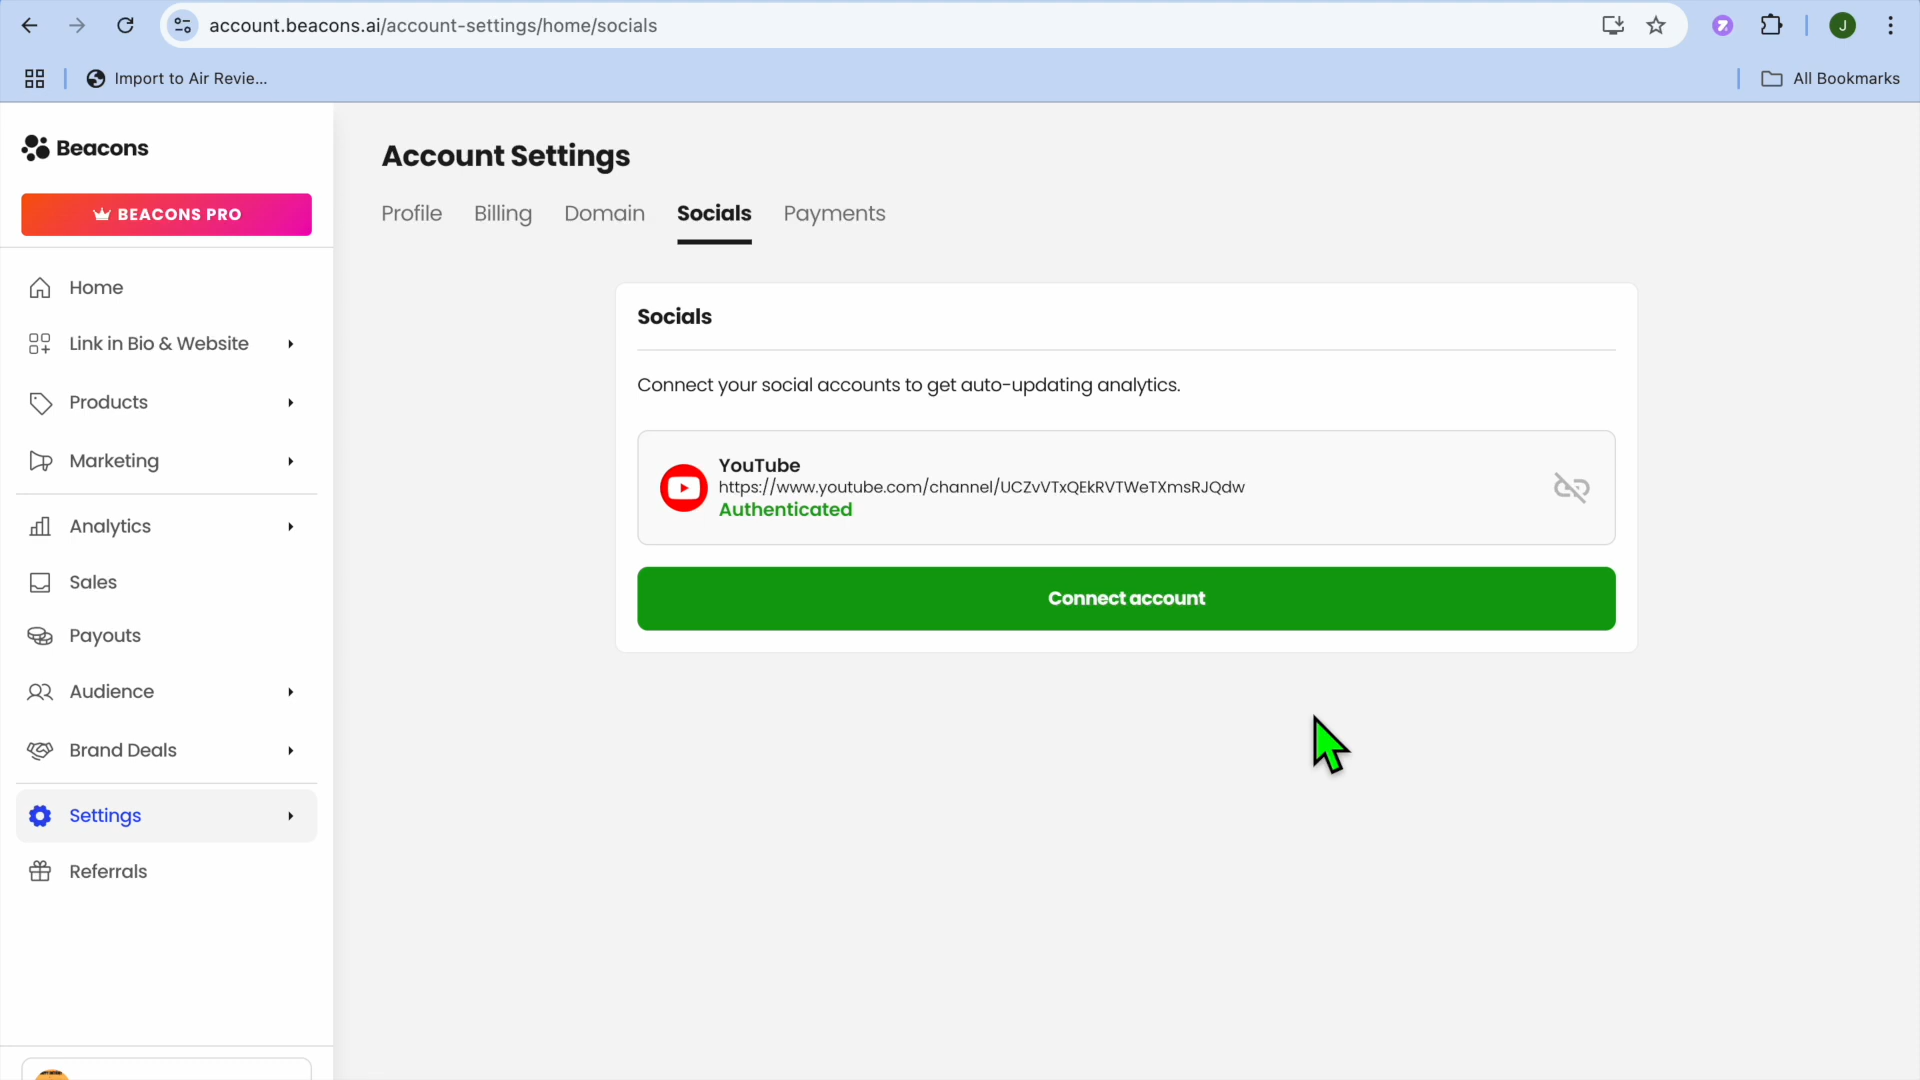 account.beacons.ai/account-settings/home/socials
J
Import to Air Revie...
All Bookmarks
Beacons
BEACONS PRO
Home
Link in Bio & Website
Products
Marketing
Analytics
Sales
Payouts
Audience
Brand Deals
Settings
Referrals
Account Settings
Profile Billing Domain Socials Payments
Socials
Connect your social accounts to get auto-updating analytics.
YouTube
https://www.youtube.com/channel/UCZvVTxQEkRVTWeTXmsRJQdw
Authenticated
Connect account